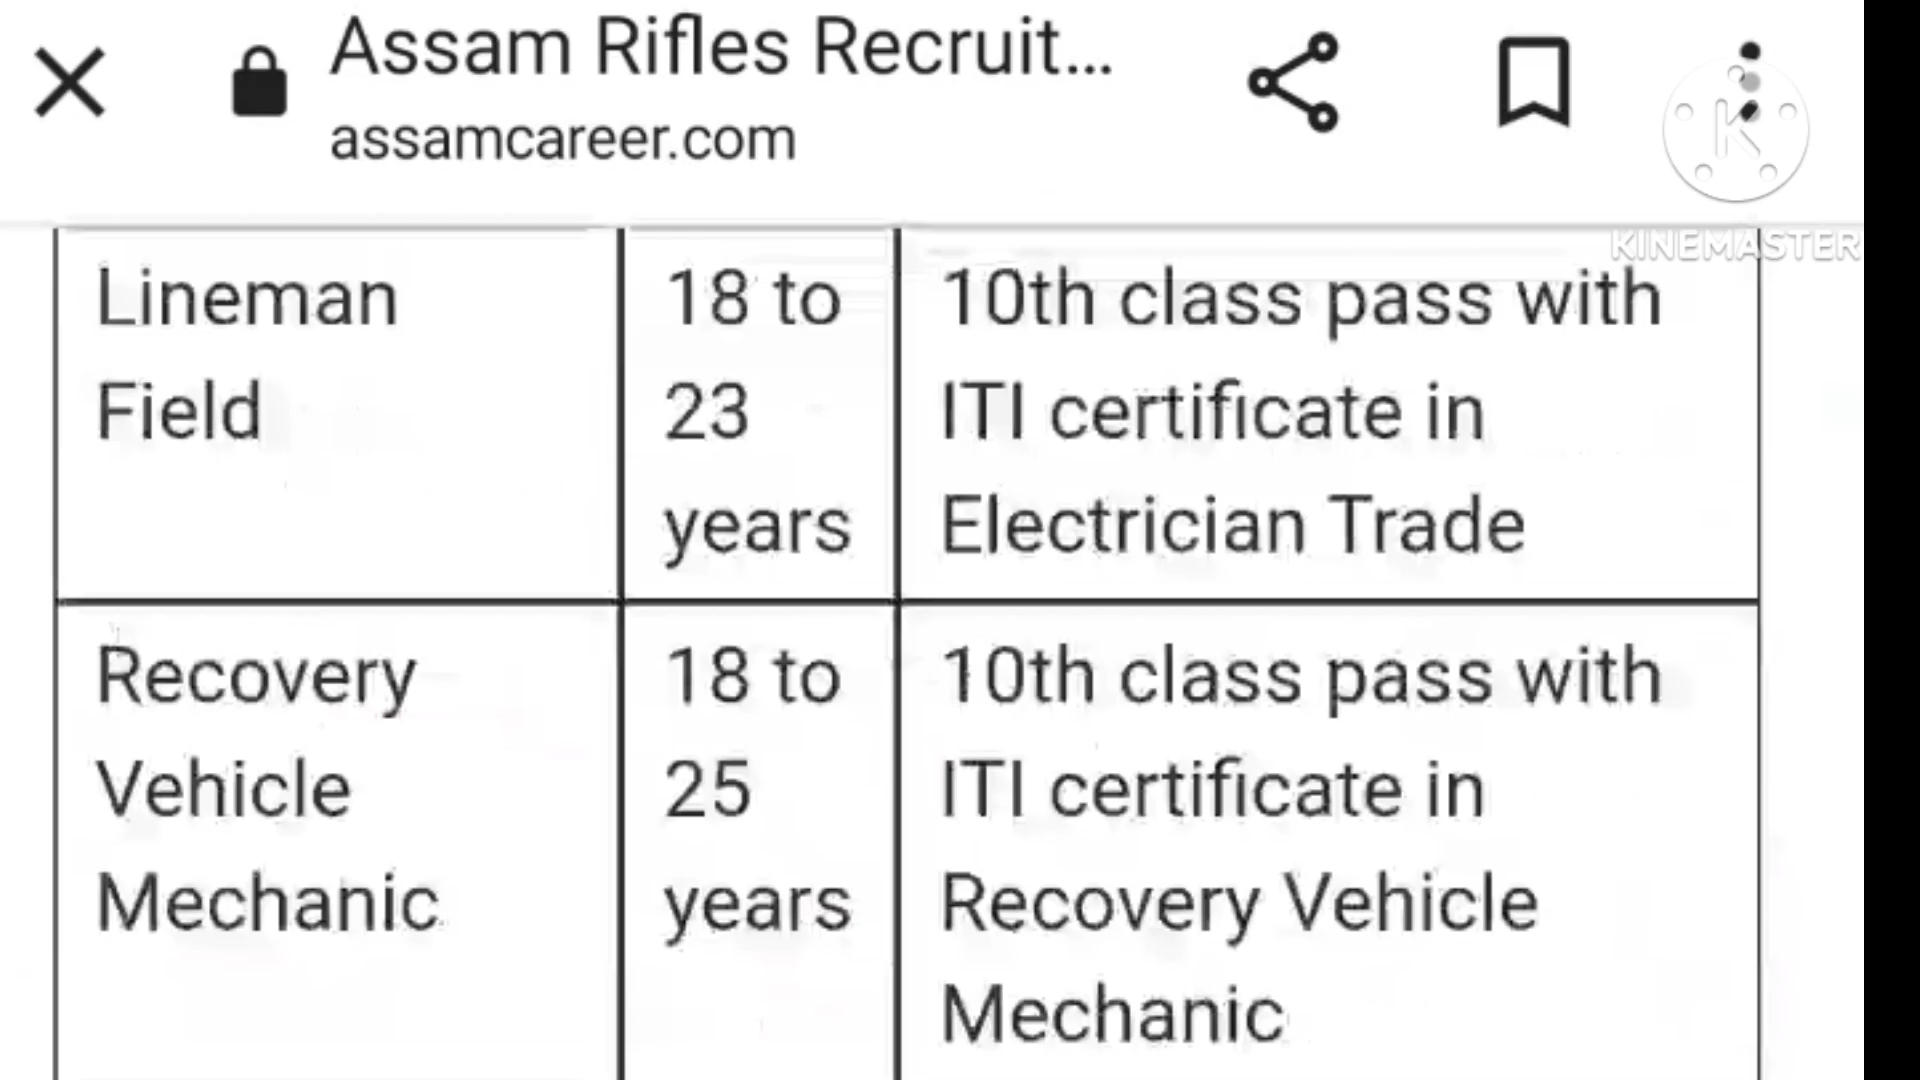 Assam Rifles Recruit...
assamcareer.com
K
KINEMASTER
Lineman
Field
18 to
23
years
10th class pass with
ITI certificate in
Electrician Trade
Recovery
Vehicle
Mechanic
18 to
25
years
10th class pass with
ITI certificate in
Recovery Vehicle
Mechanic